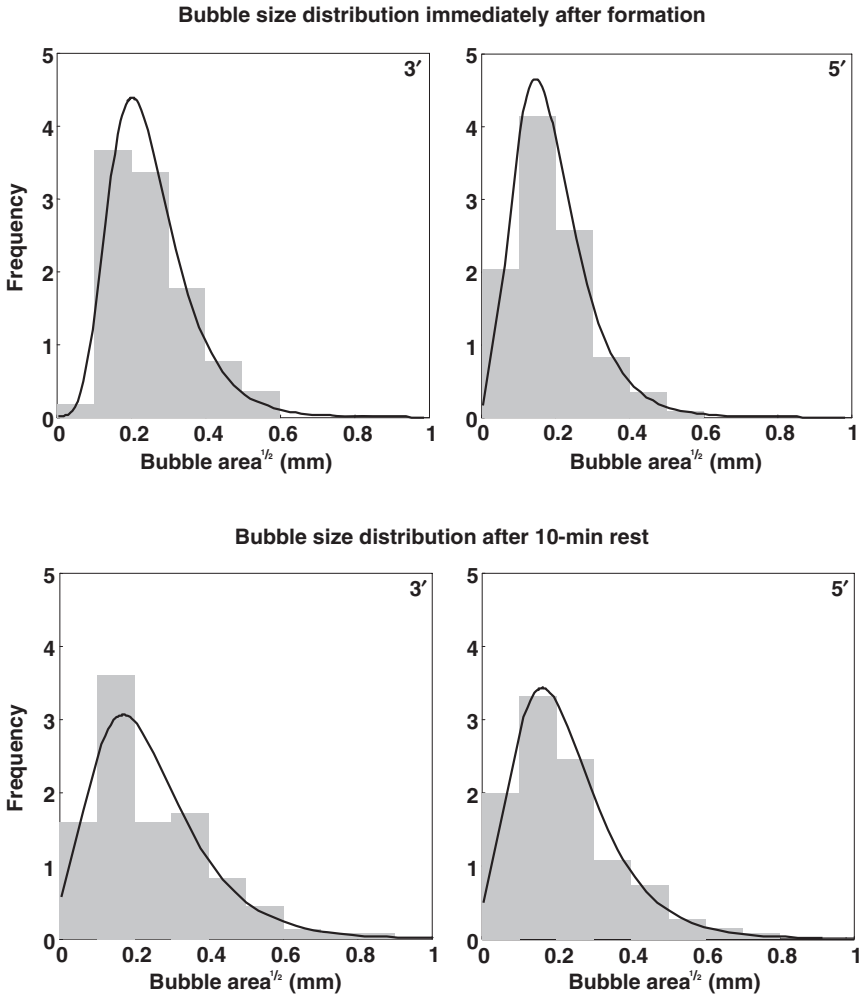 Bubble size distribution immediately after formation
5
4
3
2
1
0
Frequency
3′
0 0.2 0.4 0.6 0.8 1
Bubble area½ (mm)
5
4
3
2
1
0
5′
0 0.2 0.4 0.6 0.8 1
Bubble area½ (mm)
Bubble size distribution after 10-min rest
5
4
3
2
1
0
Frequency
3′
0 0.2 0.4 0.6 0.8 1
Bubble area½ (mm)
5
4
3
2
1
0
5′
0 0.2 0.4 0.6 0.8 1
Bubble area½ (mm)